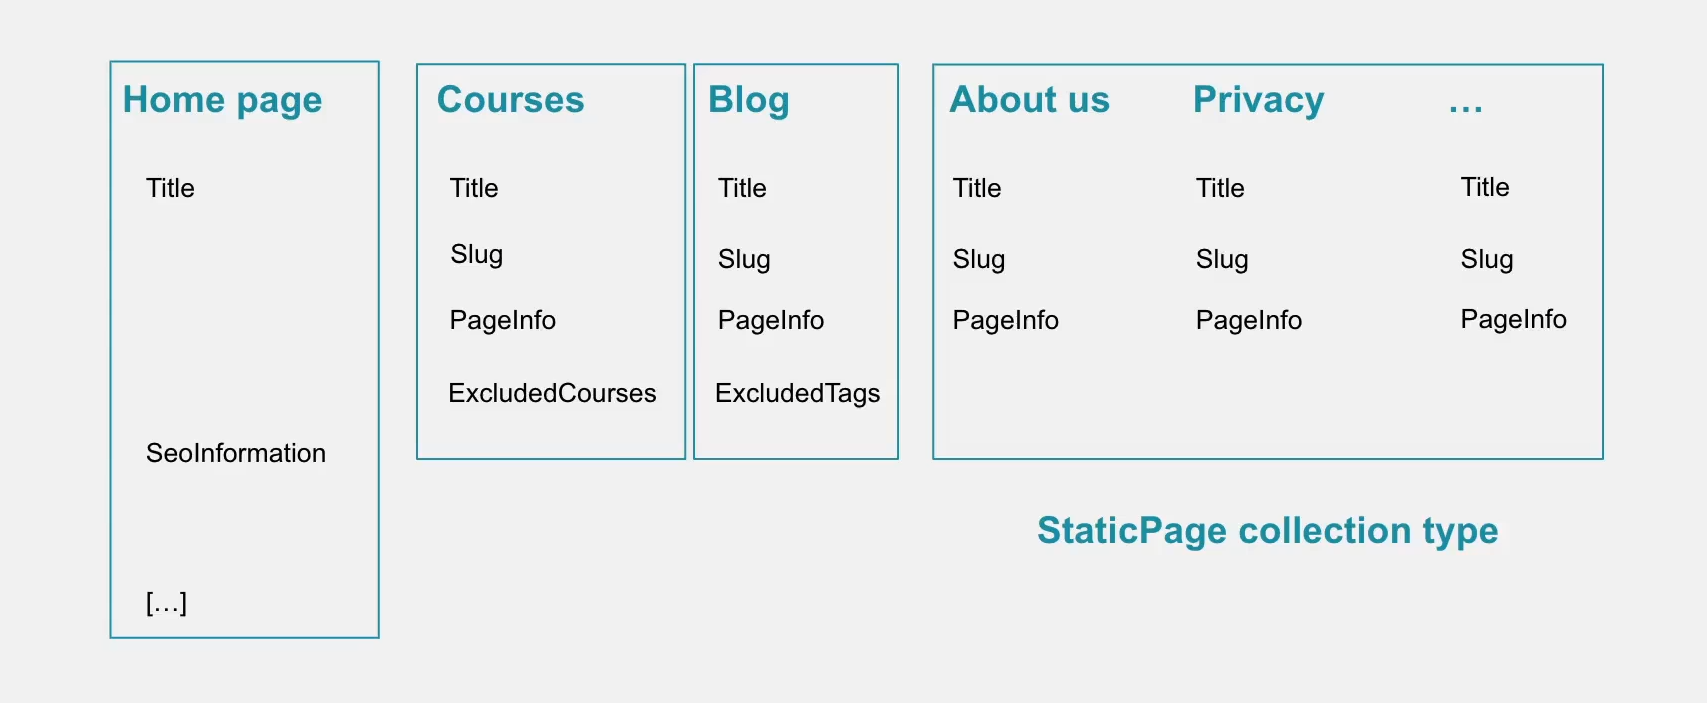 Home page
Title
SeoInformation
[…]
Courses
Title
Slug
PageInfo
ExcludedCourses
Blog
Title
Slug
PageInfo
ExcludedTags
About us
Title
Slug
PageInfo
Privacy
Title
Slug
PageInfo
…
Title
Slug
PageInfo
StaticPage collection type